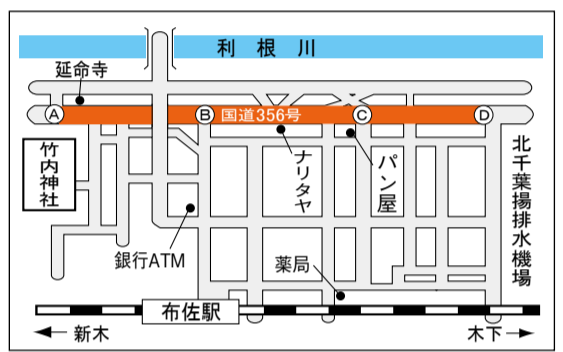 利根川
延命寺
A
B
国道356号
C
D
竹内神社
ナリタヤ
パン屋
北千葉揚排水機場
銀行ATM
薬局
布佐駅
新木
木下